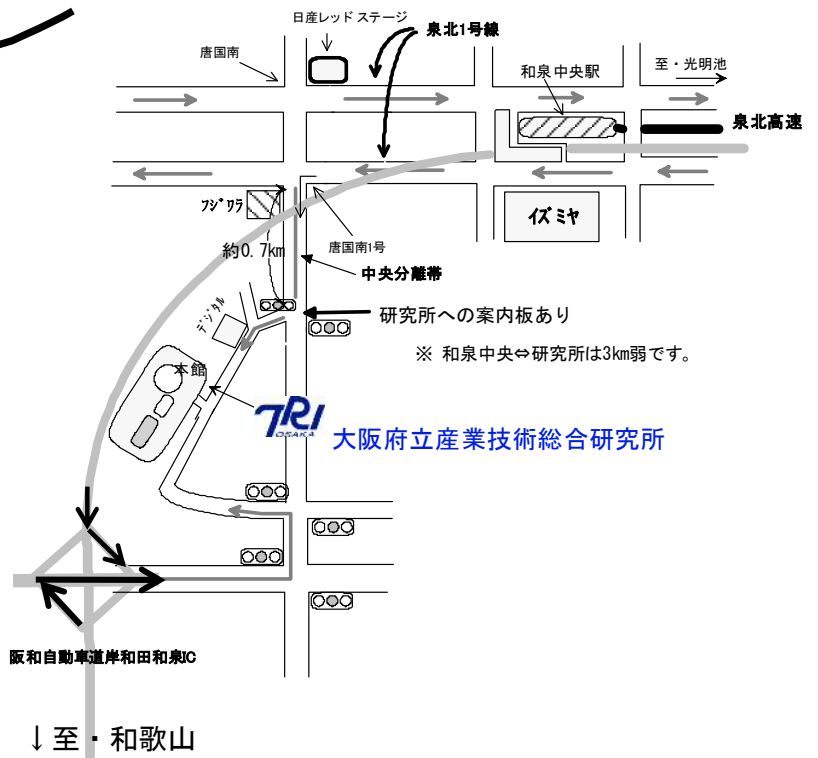 日産レッドステージ
泉北1号線
唐国南
和泉中央駅
至・光明池
泉北高速
イズミヤ
フジワラ
唐国南1号
約0.7km
中央分離帯
デジタル
研究所への案内板あり
※ 和泉中央⇔研究所は3km弱です。
本館
TRI
OSAKA
大阪府立産業技術総合研究所
阪和自動車道岸和田和泉IC
↓至・和歌山